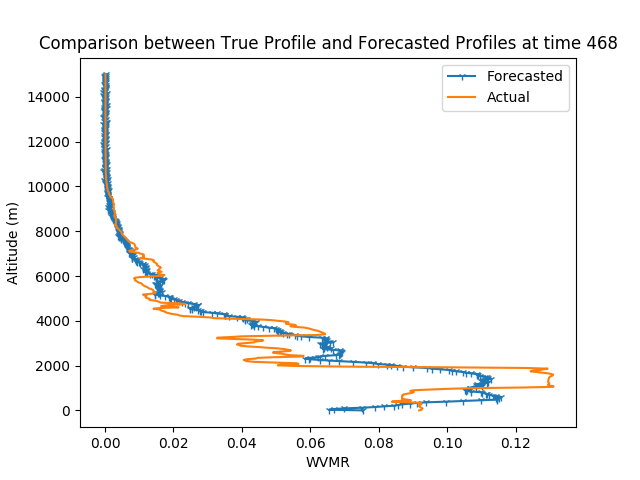 Comparison between True Profile and Forecasted Profiles at time 468
Forecasted
Actual
14000
12000
10000
8000
6000
4000
2000
0
Altitude (m)
0.00 0.02 0.04 0.06 0.08 0.10 0.12
WVMR